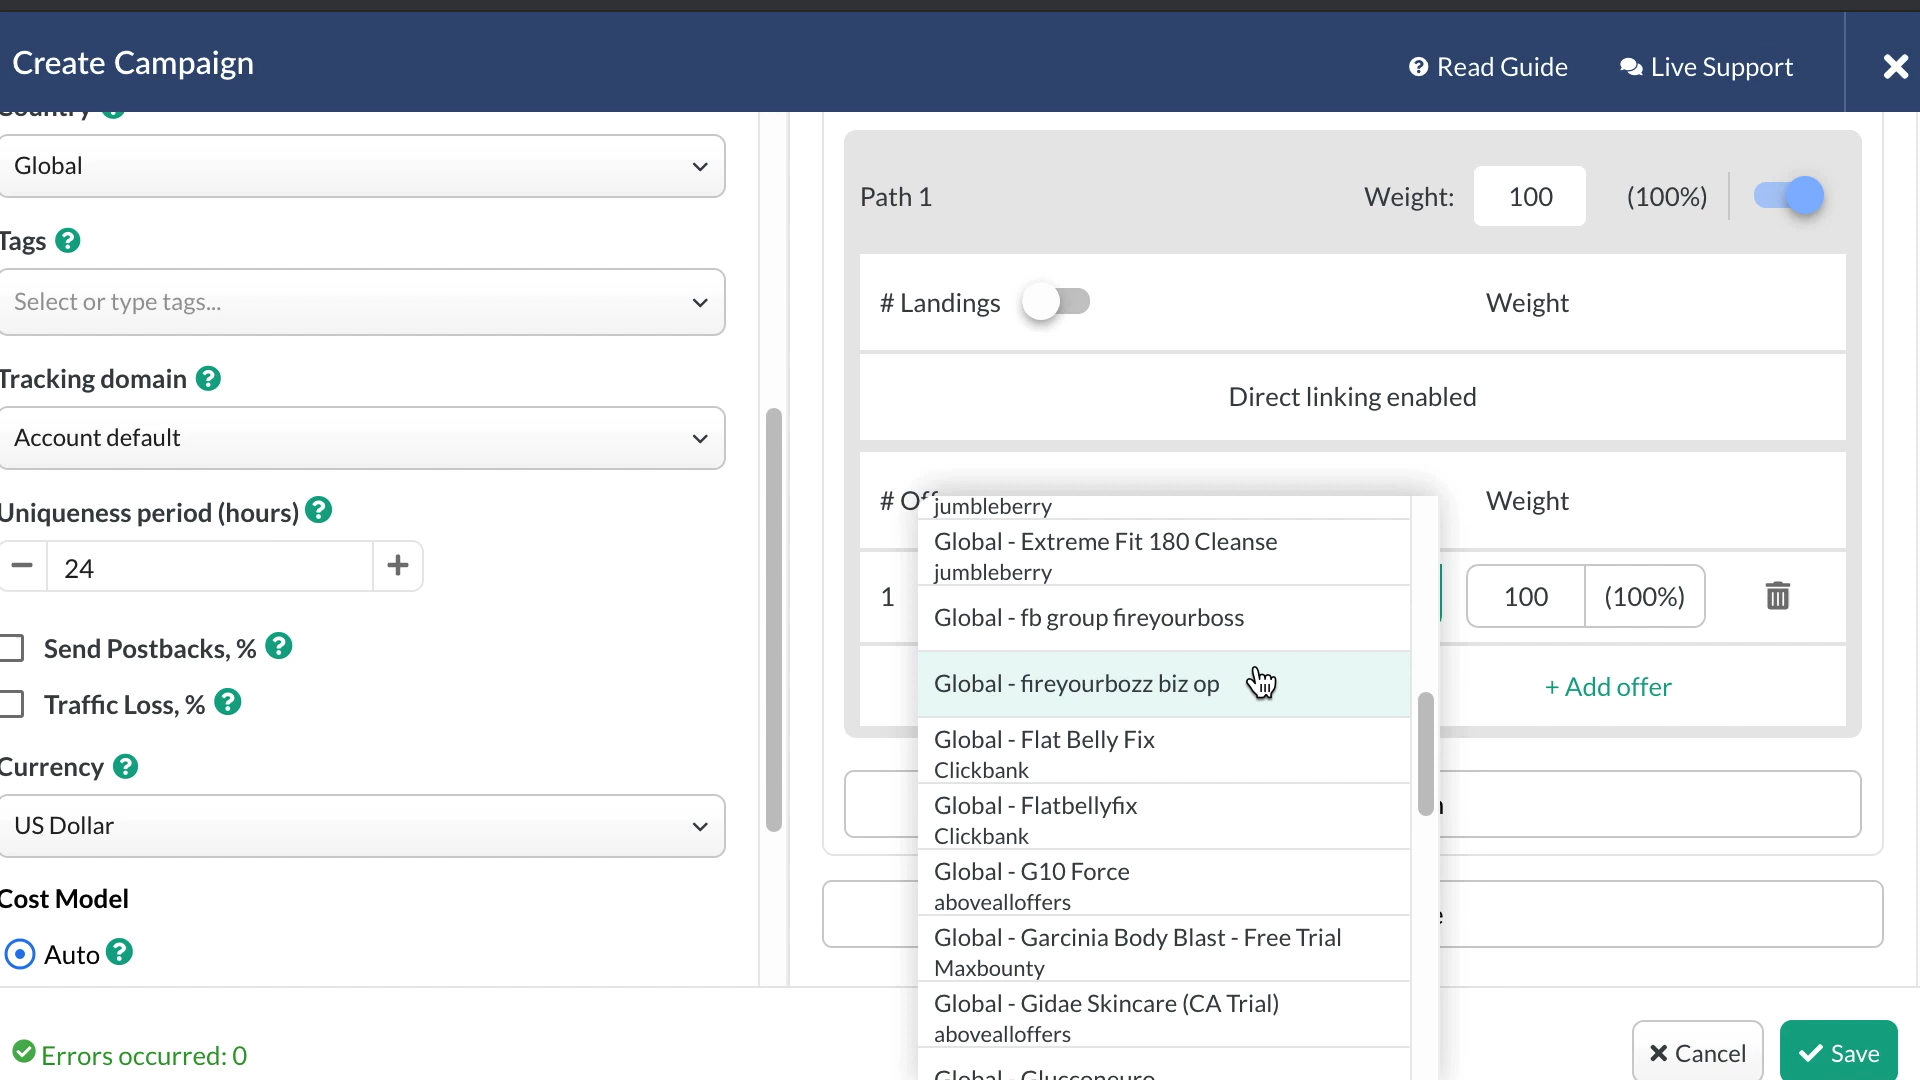 Create Campaign
Read Guide
Live Support
Country
Global
Tags
Select or type tags...
Tracking domain
Account default
Uniqueness period (hours)
24
Send Postbacks, %
Traffic Loss, %
Currency
US Dollar
Cost Model
Auto
Errors occurred: 0
Path 1
Weight:
100
(100%)
# Landings
Weight
Direct linking enabled
# Off
Weight
1
100
(100%)
+ Add offer
jumbleberry
Global - Extreme Fit 180 Cleanse
jumbleberry
Global - fb group fireyourboss
Global - fireyourbozz biz op
Global - Flat Belly Fix
Clickbank
Global - Flatbellyfix
Clickbank
Global - G10 Force
abovealloffers
Global - Garcinia Body Blast - Free Trial
Maxbounty
Global - Gidae Skincare (CA Trial)
abovealloffers
Global - Glucconeuro
Cancel
Save